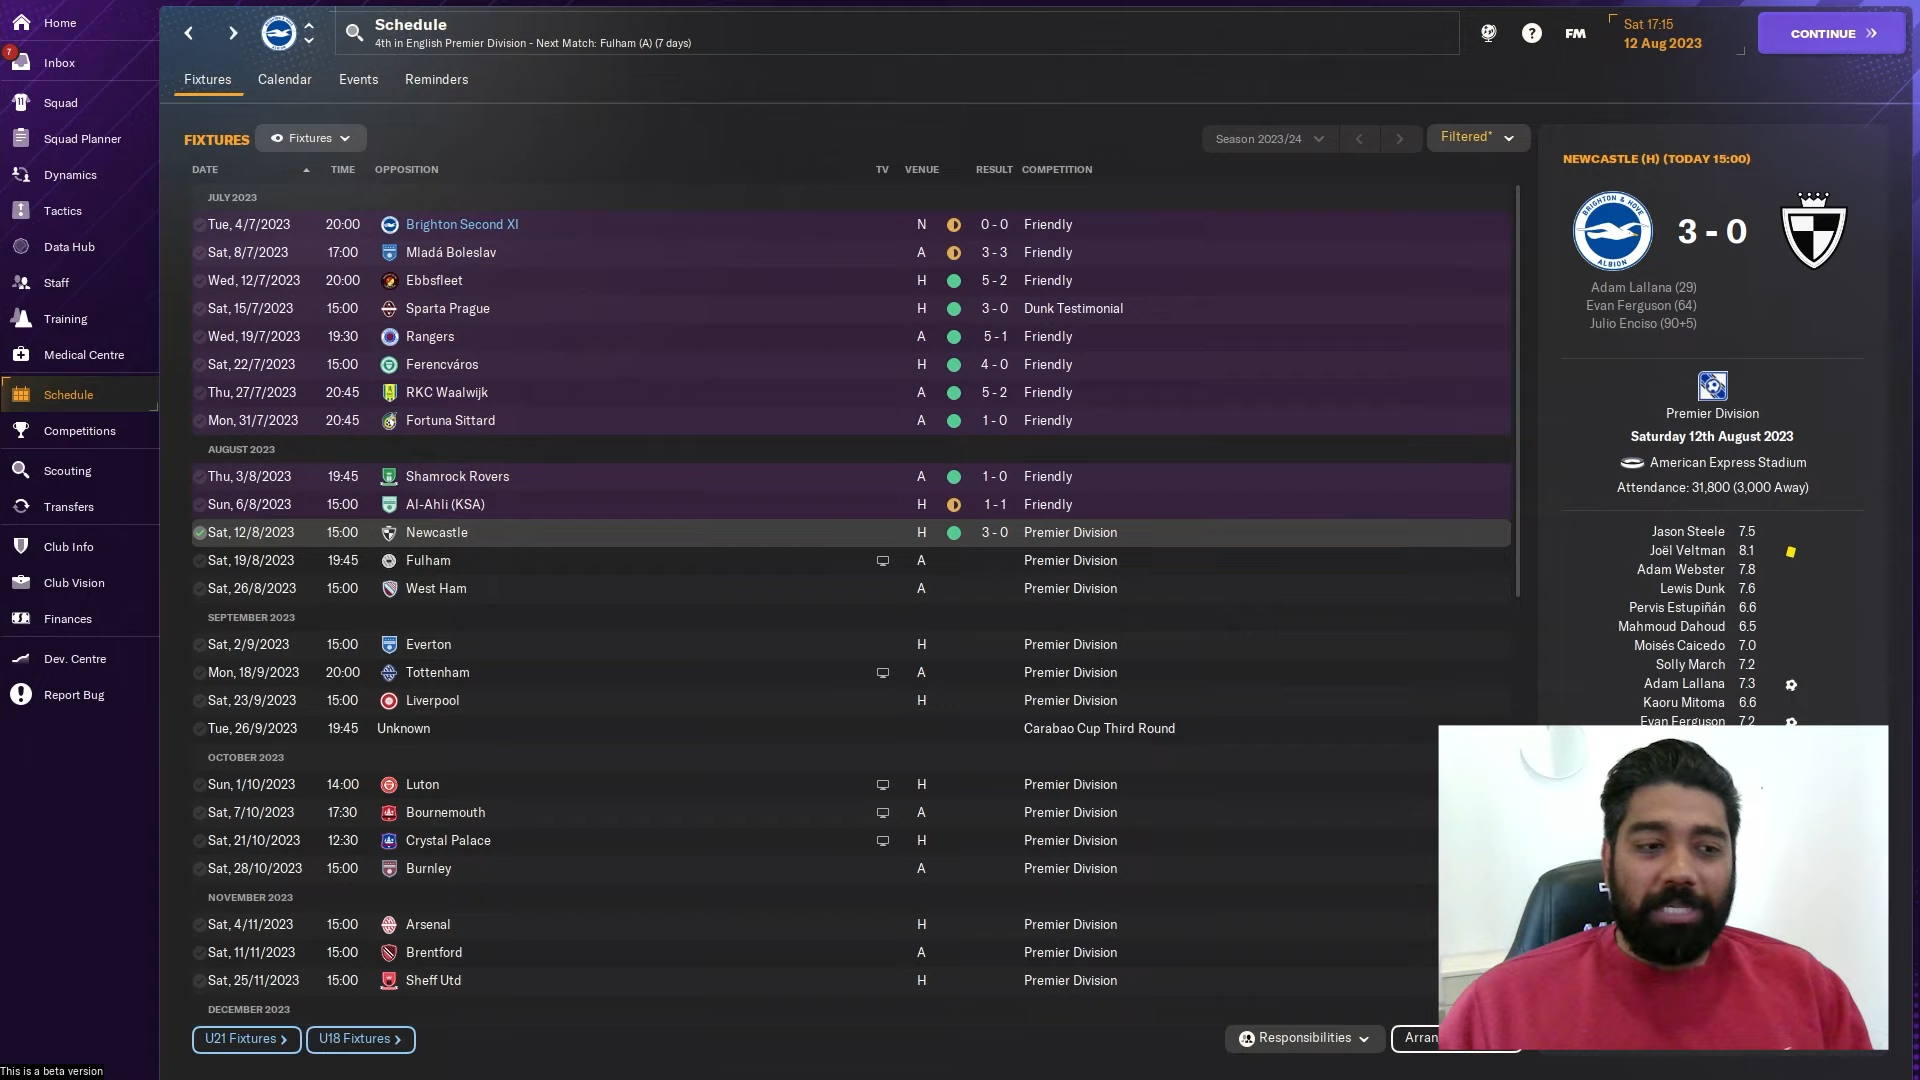 Home
7
Inbox
Squad
Squad Planner
Dynamics
Tactics
Data Hub
Staff
Training
Medical Centre
Schedule
Competitions
Scouting
Transfers
Club Info
Club Vision
Finances
Dev. Centre
Report Bug
This is a beta version
Schedule
4th in English Premier Division - Next Match: Fulham (A) (7 days)
? FM
Sat 17:15
12 Aug 2023
CONTINUE
Fixtures Calendar Events Reminders
FIXTURES Fixtures Season 2023/24 Filtered*
DATE TIME OPPOSITION TV VENUE RESULT COMPETITION
JULY 2023
Tue, 4/7/2023 20:00 Brighton Second XI N 0 - 0 Friendly
Sat, 8/7/2023 17:00 Mladá Boleslav A 3 - 3 Friendly
Wed, 12/7/2023 20:00 Ebbsfleet H 5 - 2 Friendly
Sat, 15/7/2023 15:00 Sparta Prague H 3 - 0 Dunk Testimonial
Wed, 19/7/2023 19:30 Rangers A 5 - 1 Friendly
Sat, 22/7/2023 15:00 Ferencváros H 4 - 0 Friendly
Thu, 27/7/2023 20:45 RKC Waalwijk A 5 - 2 Friendly
Mon, 31/7/2023 20:45 Fortuna Sittard A 1 - 0 Friendly
AUGUST 2023
Thu, 3/8/2023 19:45 Shamrock Rovers A 1 - 0 Friendly
Sun, 6/8/2023 15:00 Al-Ahli (KSA) H 1 - 1 Friendly
Sat, 12/8/2023 15:00 Newcastle H 3 - 0 Premier Division
Sat, 19/8/2023 19:45 Fulham A Premier Division
Sat, 26/8/2023 15:00 West Ham A Premier Division
SEPTEMBER 2023
Sat, 2/9/2023 15:00 Everton H Premier Division
Mon, 18/9/2023 20:00 Tottenham A Premier Division
Sat, 23/9/2023 15:00 Liverpool H Premier Division
Tue, 26/9/2023 19:45 Unknown Carabao Cup Third Round
OCTOBER 2023
Sun, 1/10/2023 14:00 Luton H Premier Division
Sat, 7/10/2023 17:30 Bournemouth A Premier Division
Sat, 21/10/2023 12:30 Crystal Palace H Premier Division
Sat, 28/10/2023 15:00 Burnley A Premier Division
NOVEMBER 2023
Sat, 4/11/2023 15:00 Arsenal H Premier Division
Sat, 11/11/2023 15:00 Brentford A Premier Division
Sat, 25/11/2023 15:00 Sheff Utd H Premier Division
DECEMBER 2023
U21 Fixtures U18 Fixtures Responsibilities Arran
NEWCASTLE (H) (TODAY 15:00)
BRIGHTON & HOVE
ALBION
3 - 0
Adam Lallana (29)
Evan Ferguson (64)
Julio Enciso (90+5)
Premier Division
Saturday 12th August 2023
American Express Stadium
Attendance: 31,800 (3,000 Away)
Jason Steele 7.5
Joël Veltman 8.1
Adam Webster 7.8
Lewis Dunk 7.6
Pervis Estupiñán 6.6
Mahmoud Dahoud 6.5
Moisés Caicedo 7.0
Solly March 7.2
Adam Lallana 7.3
Kaoru Mitoma 6.6
Evan Ferguson 7.2